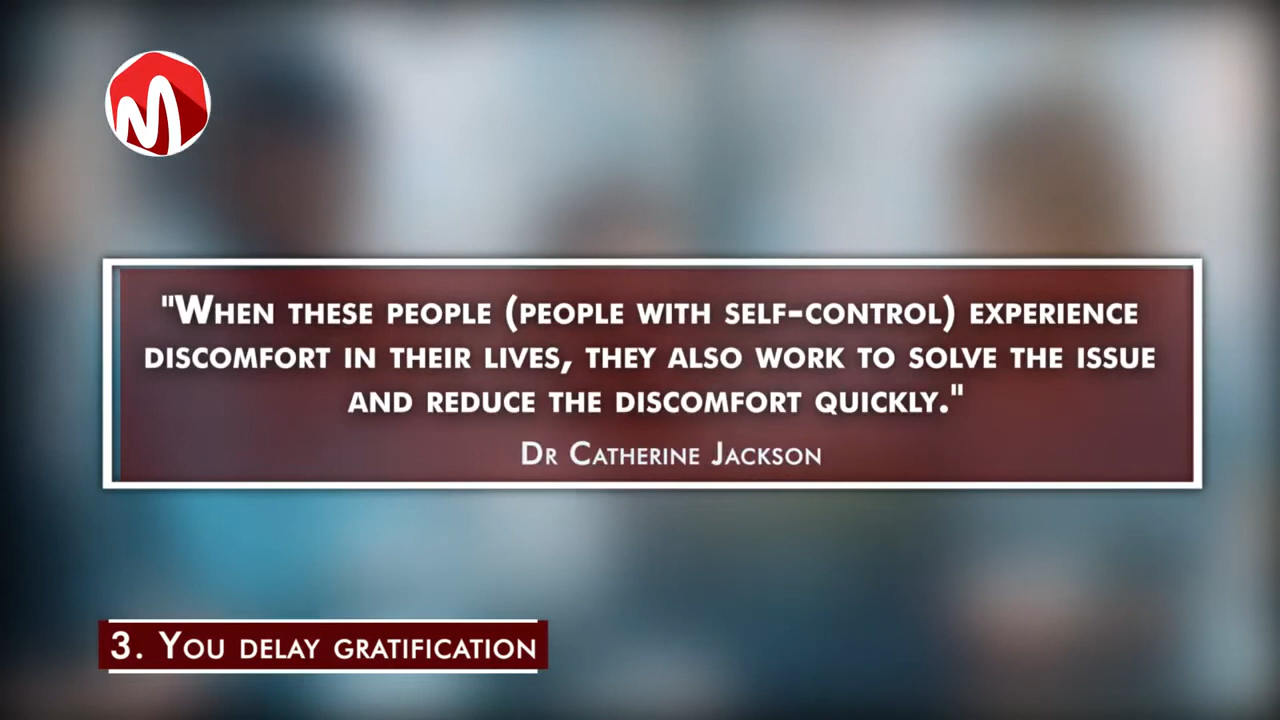 "When these people (people with self-control) experience
discomfort in their lives, they also work to solve the issue
and reduce the discomfort quickly."
Dr Catherine Jackson
3. You delay gratification